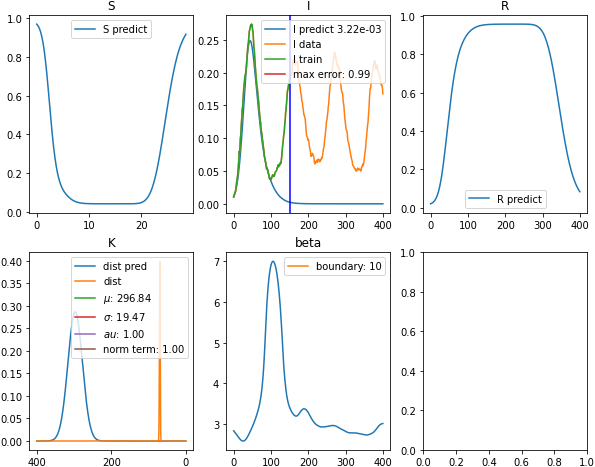 S
S predict
1.0
0.8
0.6
0.4
0.2
0.0
0 10 20
I
I predict 3.22e-03
I data
I train
max error: 0.99
0.25
0.20
0.15
0.10
0.05
0.00
0 100 200 300 400
R
1.0
0.8
0.6
0.4
0.2
0.0
R predict
0 100 200 300 400
K
dist pred
dist
μ: 296.84
σ: 19.47
au: 1.00
norm term: 1.00
0.40
0.35
0.30
0.25
0.20
0.15
0.10
0.05
0.00
400 200 0
beta
boundary: 10
7
6
5
4
3
0 100 200 300 400
1.0
0.8
0.6
0.4
0.2
0.0
0.0 0.2 0.4 0.6 0.8 1.0